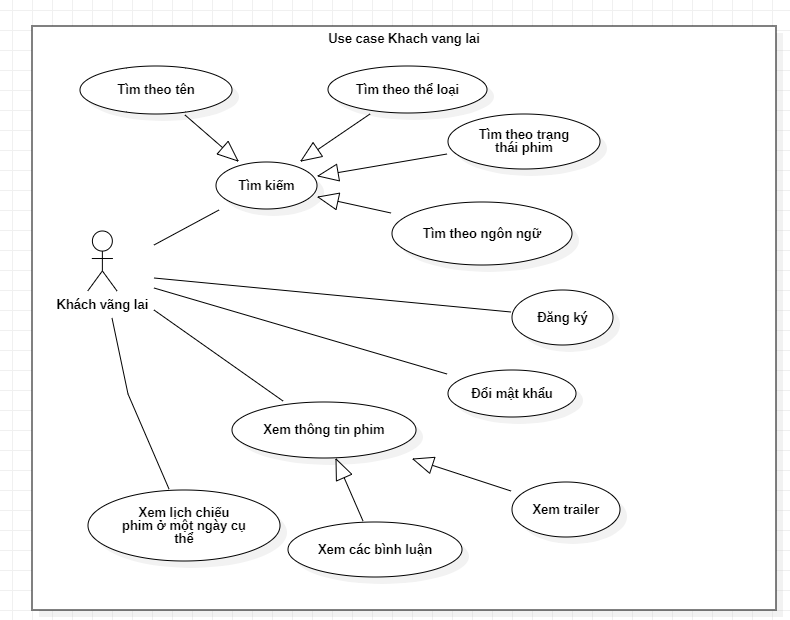 Use case Khach vang lai
Tìm theo tên
Tìm theo thể loại
Tìm theo trạng
thái phim
Tìm kiếm
Tìm theo ngôn ngữ
Khách vãng lai
Đăng ký
Đổi mật khẩu
Xem thông tin phim
Xem lịch chiếu
phim ở một ngày cụ
thể
Xem trailer
Xem các bình luận